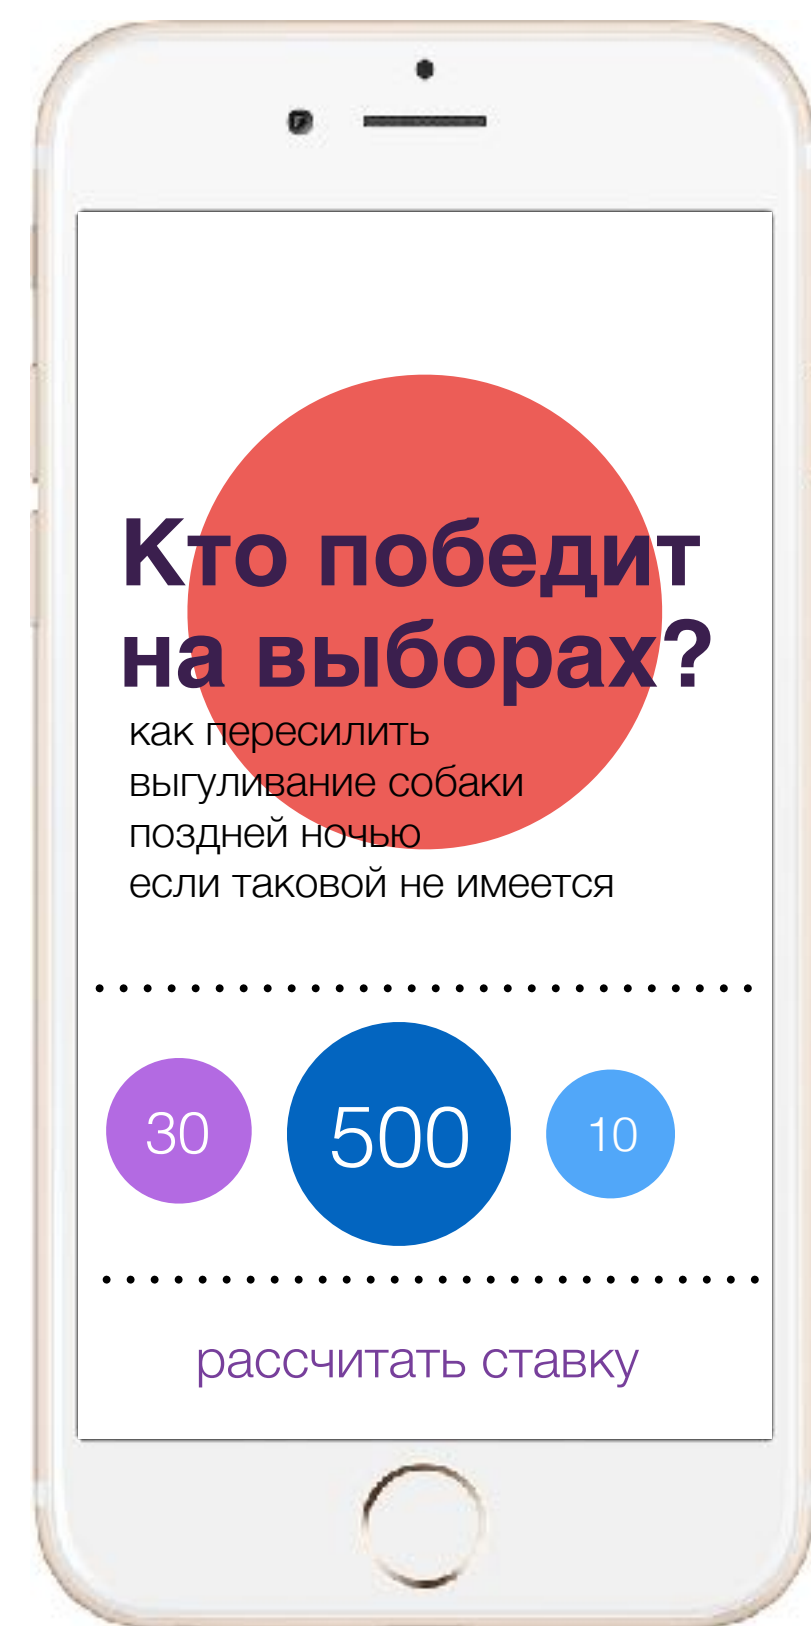 Кто победит
на выборах?
как пересилить
выгуливание собаки
поздней ночью
если таковой не имеется
30 500 10
рассчитать ставку